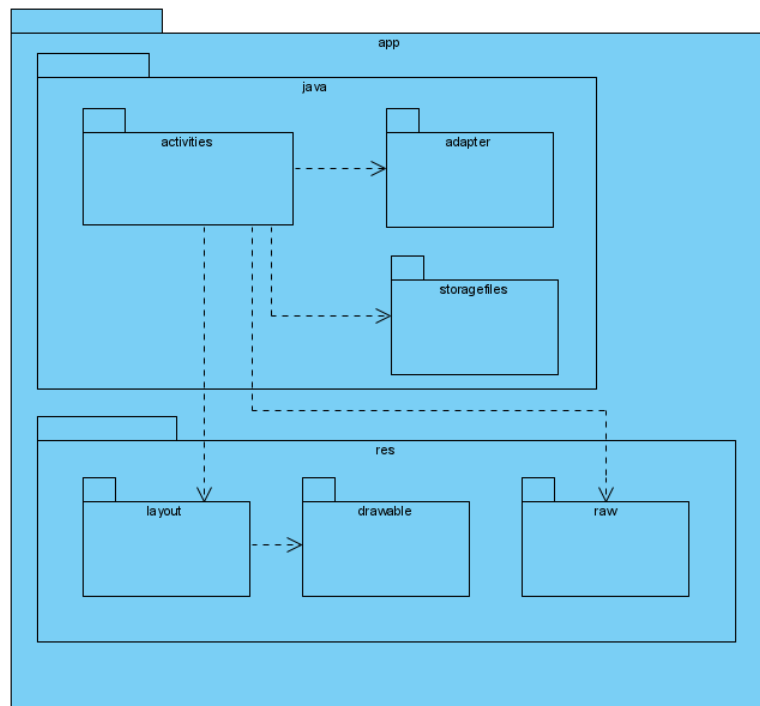 app
java
activities
adapter
storagefiles
res
layout
drawable
raw